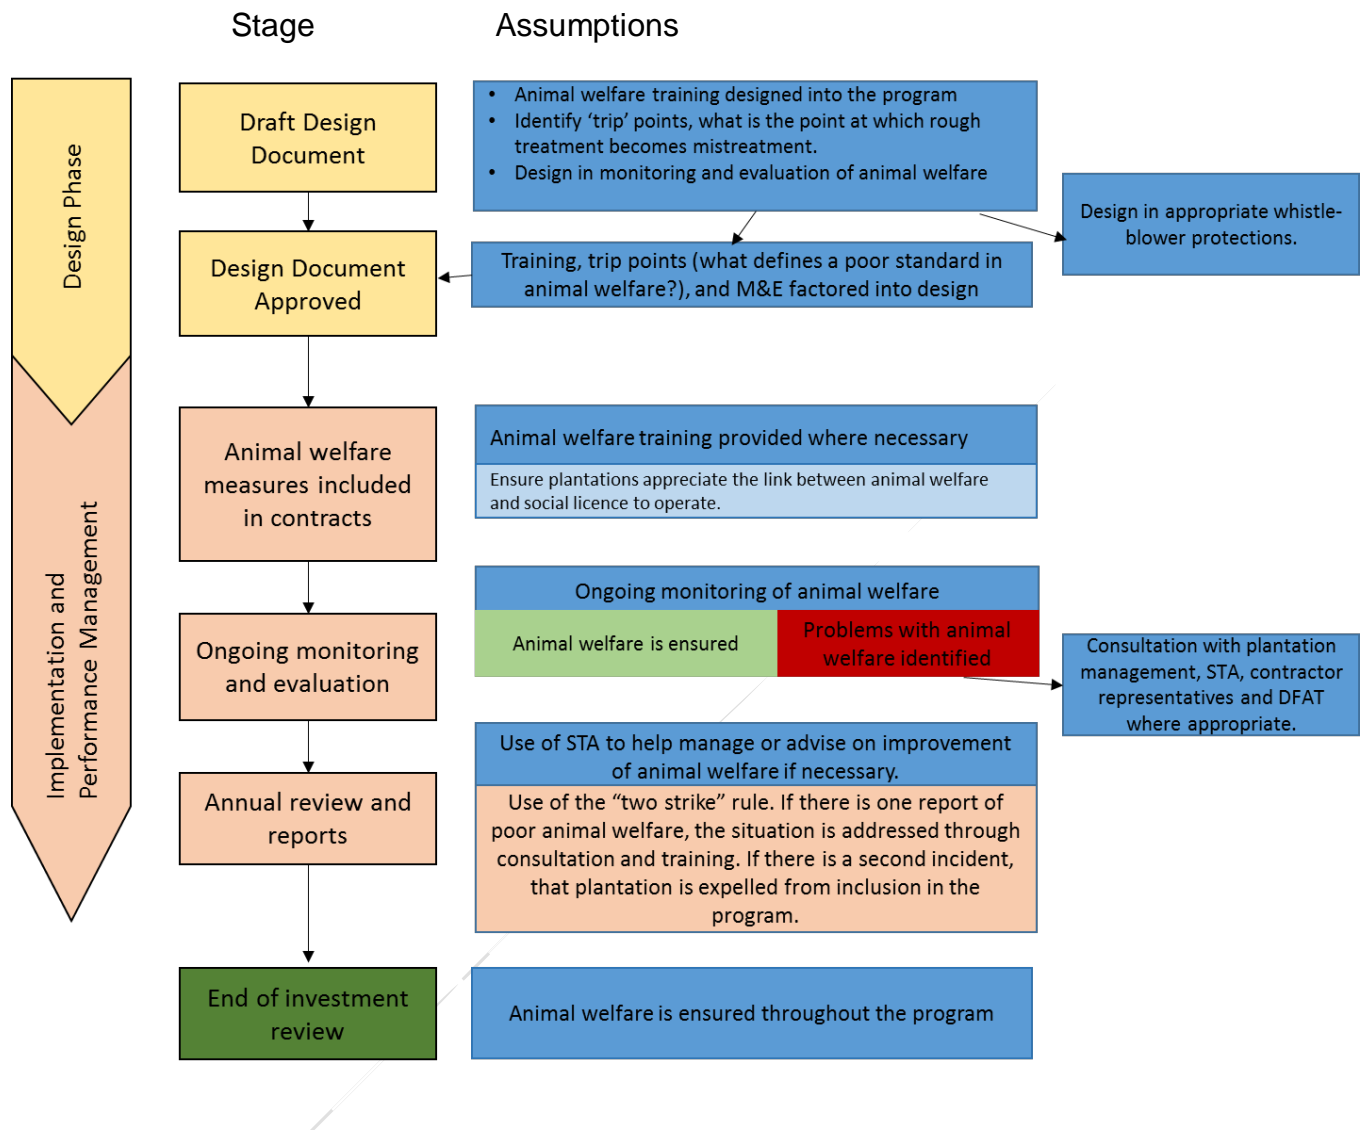 Stage
Assumptions
Design Phase
Draft Design
Document
• Animal welfare training designed into the program
• Identify ‘trip’ points, what is the point at which rough
treatment becomes mistreatment.
• Design in monitoring and evaluation of animal welfare
Design in appropriate whistle-
blower protections.
Design Document
Approved
Training, trip points (what defines a poor standard in
animal welfare?), and M&E factored into design
Implementation and
Performance Management
Animal welfare
measures included
in contracts
Animal welfare training provided where necessary
Ensure plantations appreciate the link between animal welfare
and social licence to operate.
Ongoing monitoring
and evaluation
Ongoing monitoring of animal welfare
Animal welfare is ensured
Problems with animal
welfare identified
Consultation with plantation
management, STA, contractor
representatives and DFAT
where appropriate.
Annual review and
reports
Use of STA to help manage or advise on improvement
of animal welfare if necessary.
Use of the “two strike” rule. If there is one report of
poor animal welfare, the situation is addressed through
consultation and training. If there is a second incident,
that plantation is expelled from inclusion in the
program.
End of investment
review
Animal welfare is ensured throughout the program